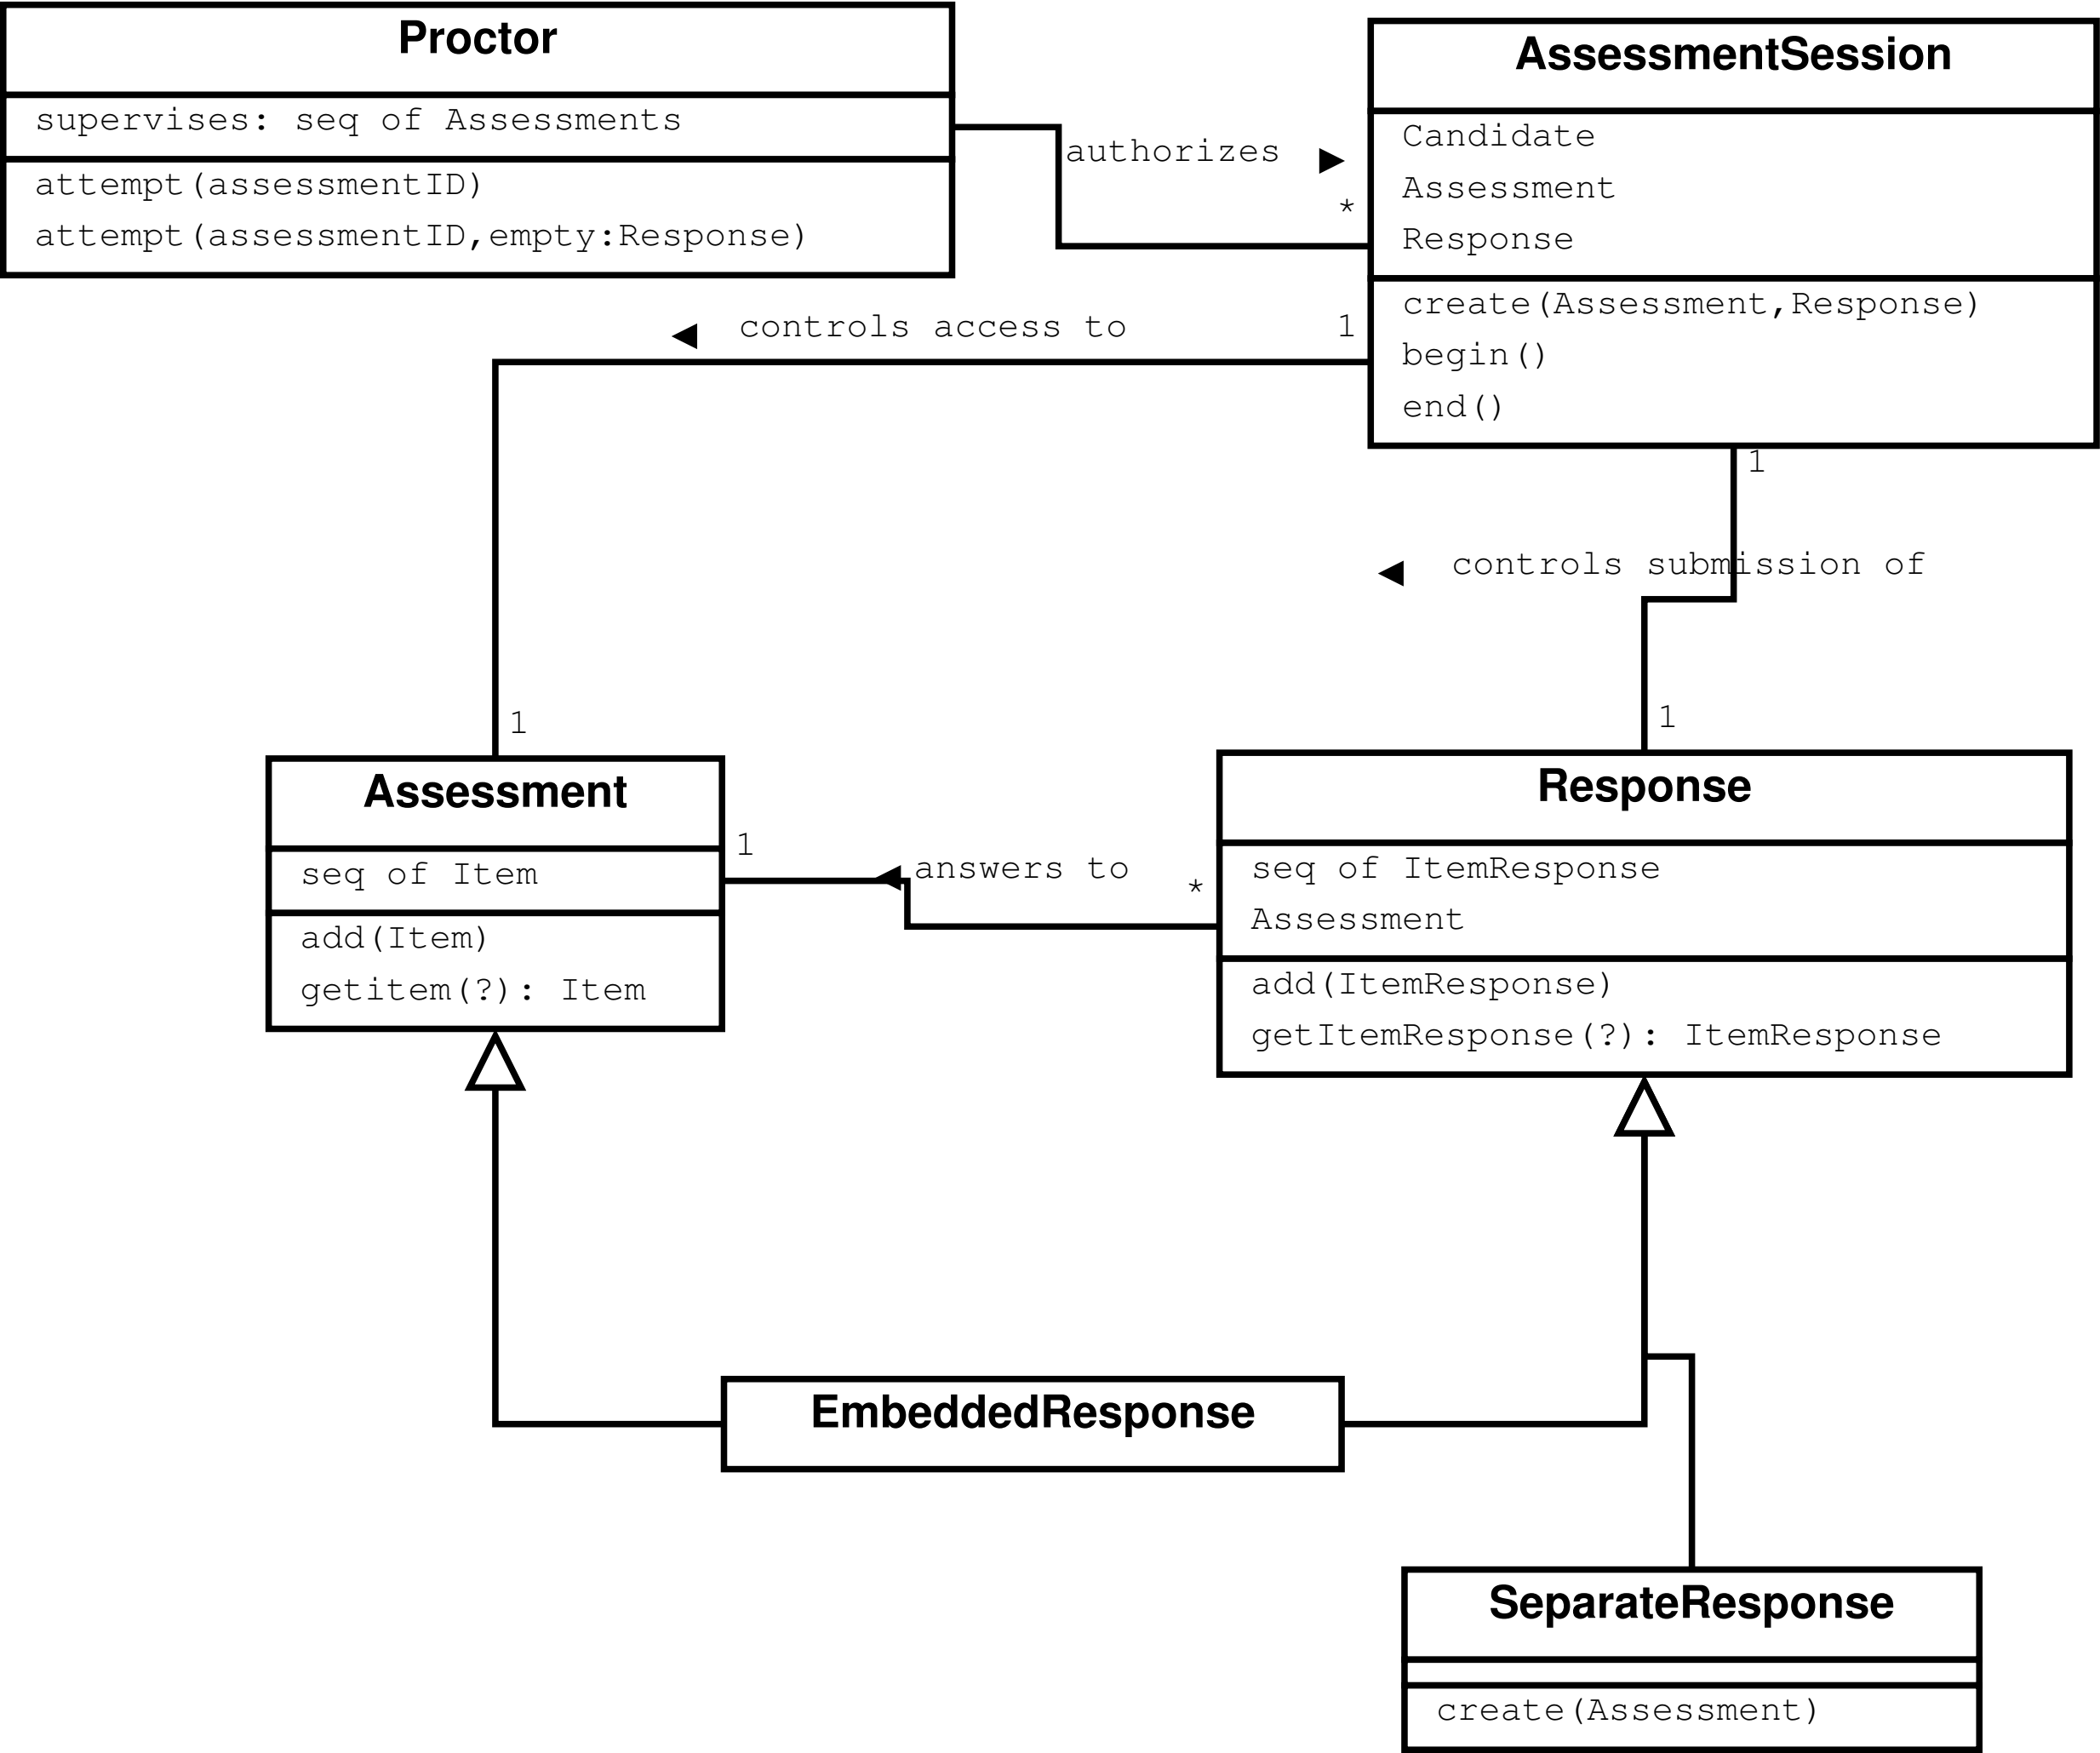 Proctor
supervises: seq of Assessments
attempt(assessmentID)
attempt(assessmentID,empty:Response)
AssessmentSession
Candidate
Assessment
Response
create(Assessment,Response)
begin()
end()
authorizes
*
controls access to
1
1
1
controls submission of
1
Assessment
seq of Item
add(Item)
getitem(?): Item
1
answers to
*
Response
seq of ItemResponse
Assessment
add(ItemResponse)
getItemResponse(?): ItemResponse
EmbeddedResponse
SeparateResponse
create(Assessment)